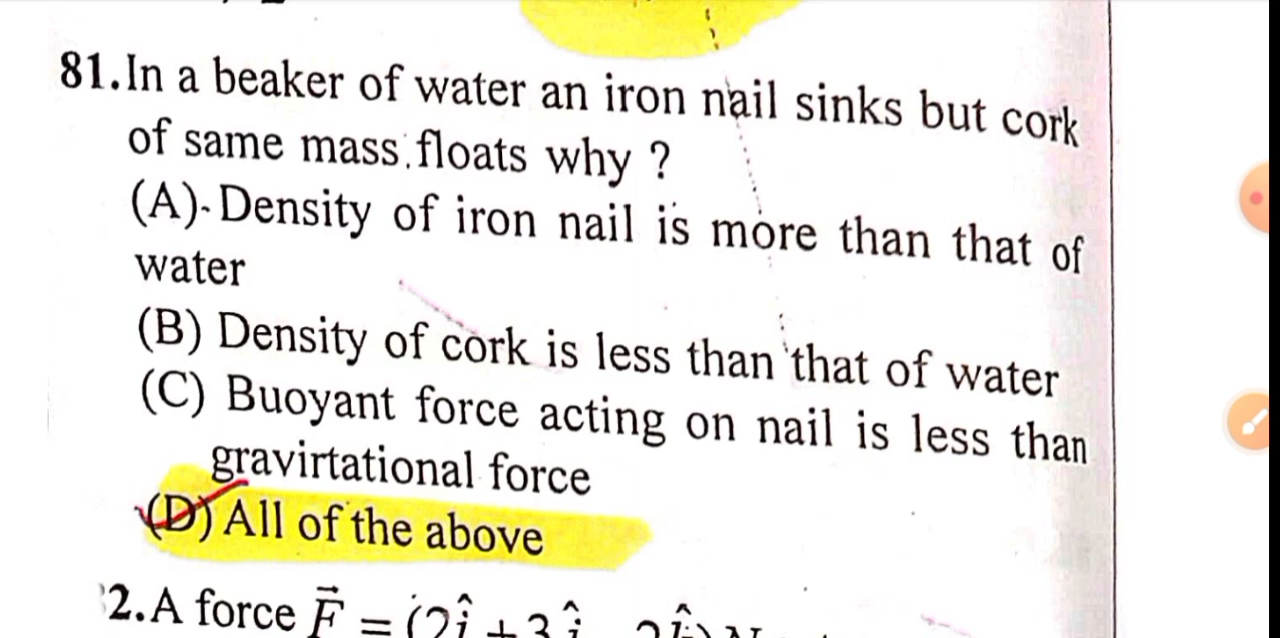 81.In a beaker of water an iron nail sinks but cork
of same mass floats why ?
(A) Density of iron nail is more than that of
water
(B) Density of cork is less than that of water
(C) Buoyant force acting on nail is less than
gravirtational force
(D) All of the above
2.A force F⃗ = (2î + 3ĵ